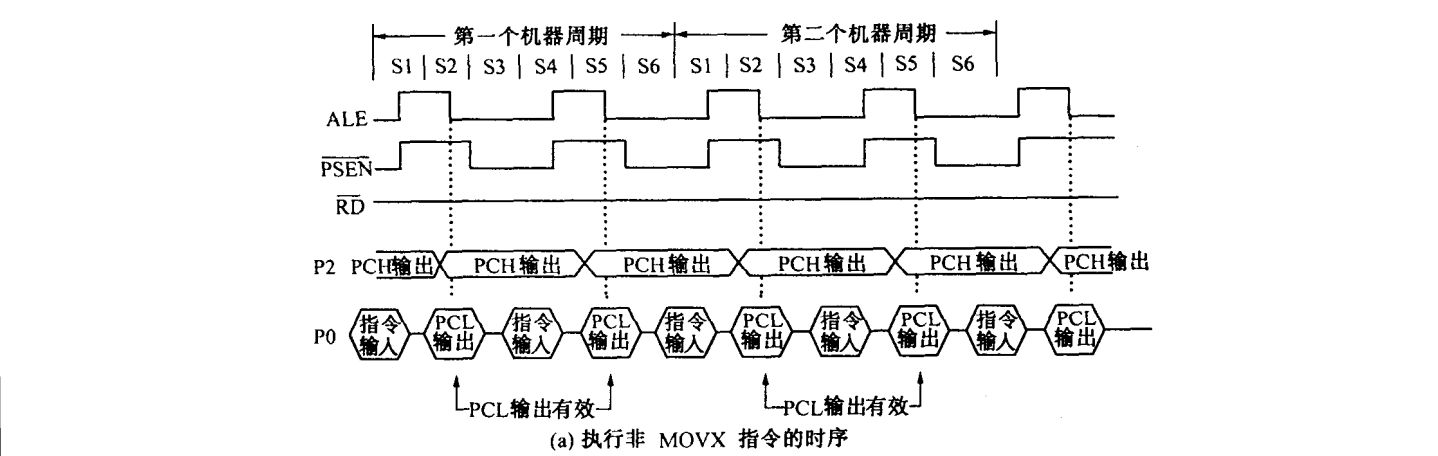 第一个机器周期 第二个机器周期
S1 S2 S3 S4 S5 S6 S1 S2 S3 S4 S5 S6
ALE
PSEN
RD
P2 PCH输出 PCH输出 PCH输出 PCH输出 PCH输出 PCH输出
P0 指令输入 PCL输出 指令输入 PCL输出 指令输入 PCL输出 指令输入 PCL输出 指令输入 PCL输出
PCL输出有效 PCL输出有效
(a) 执行非 MOVX 指令的时序